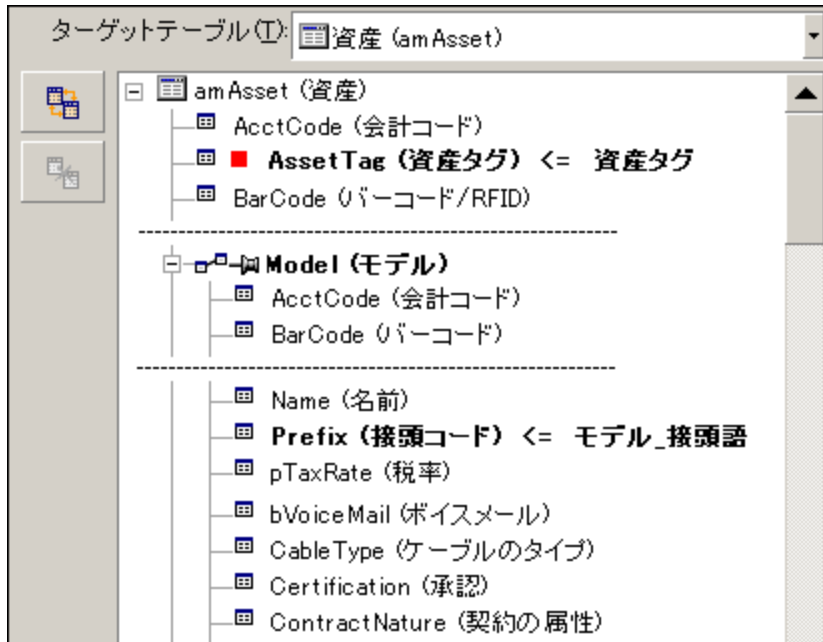 ターゲットテーブル(T): 資産 (amAsset)
amAsset (資産)
AcctCode (会計コード)
AssetTag (資産タグ) <= 資産タグ
BarCode (バーコード/RFID)
Model (モデル)
AcctCode (会計コード)
BarCode (バーコード)
Name (名前)
Prefix (接頭コード) <= モデル_接頭語
pTaxRate (税率)
bVoiceMail (ボイスメール)
CableType (ケーブルのタイプ)
Certification (承認)
ContractNature (契約の属性)